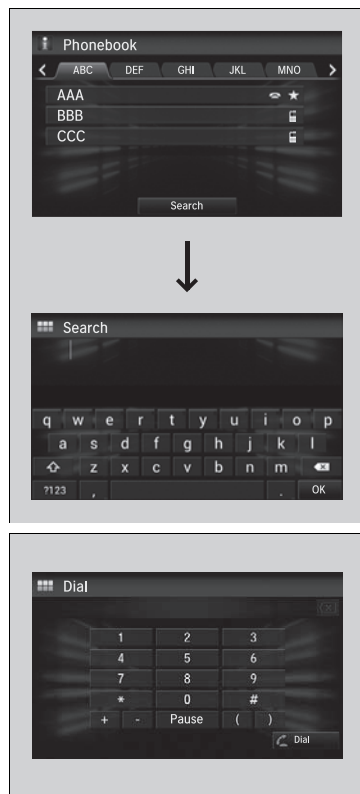 Phonebook
ABC DEF GHI JKL MNO
AAA
BBB
CCC
Search
Search
q w e r t y u i o p
a s d f g h j k l
z x c v b n m
?123 , . OK
Dial
1 2 3
4 5 6
7 8 9
* 0 #
+ - Pause ( )
Dial